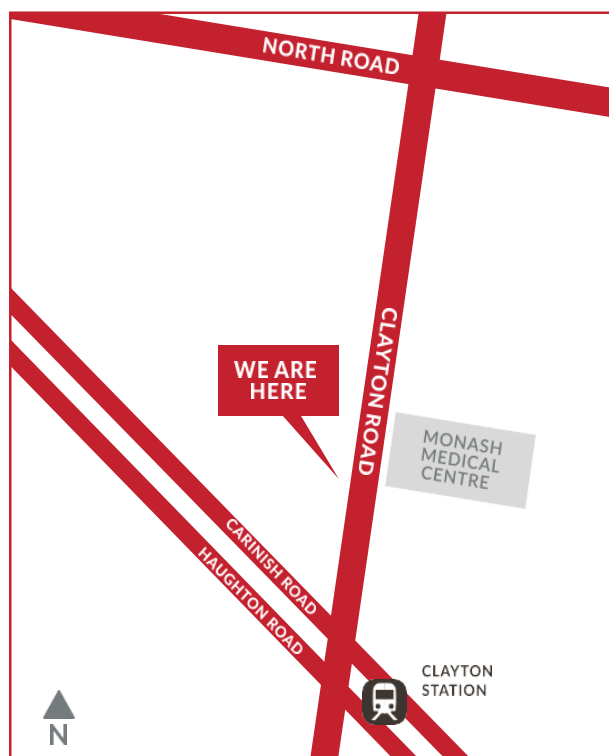 NORTH ROAD
CLAYTON ROAD
WE ARE
HERE
MONASH
MEDICAL
CENTRE
CARINISH ROAD
HAUGHTON ROAD
CLAYTON
STATION
N